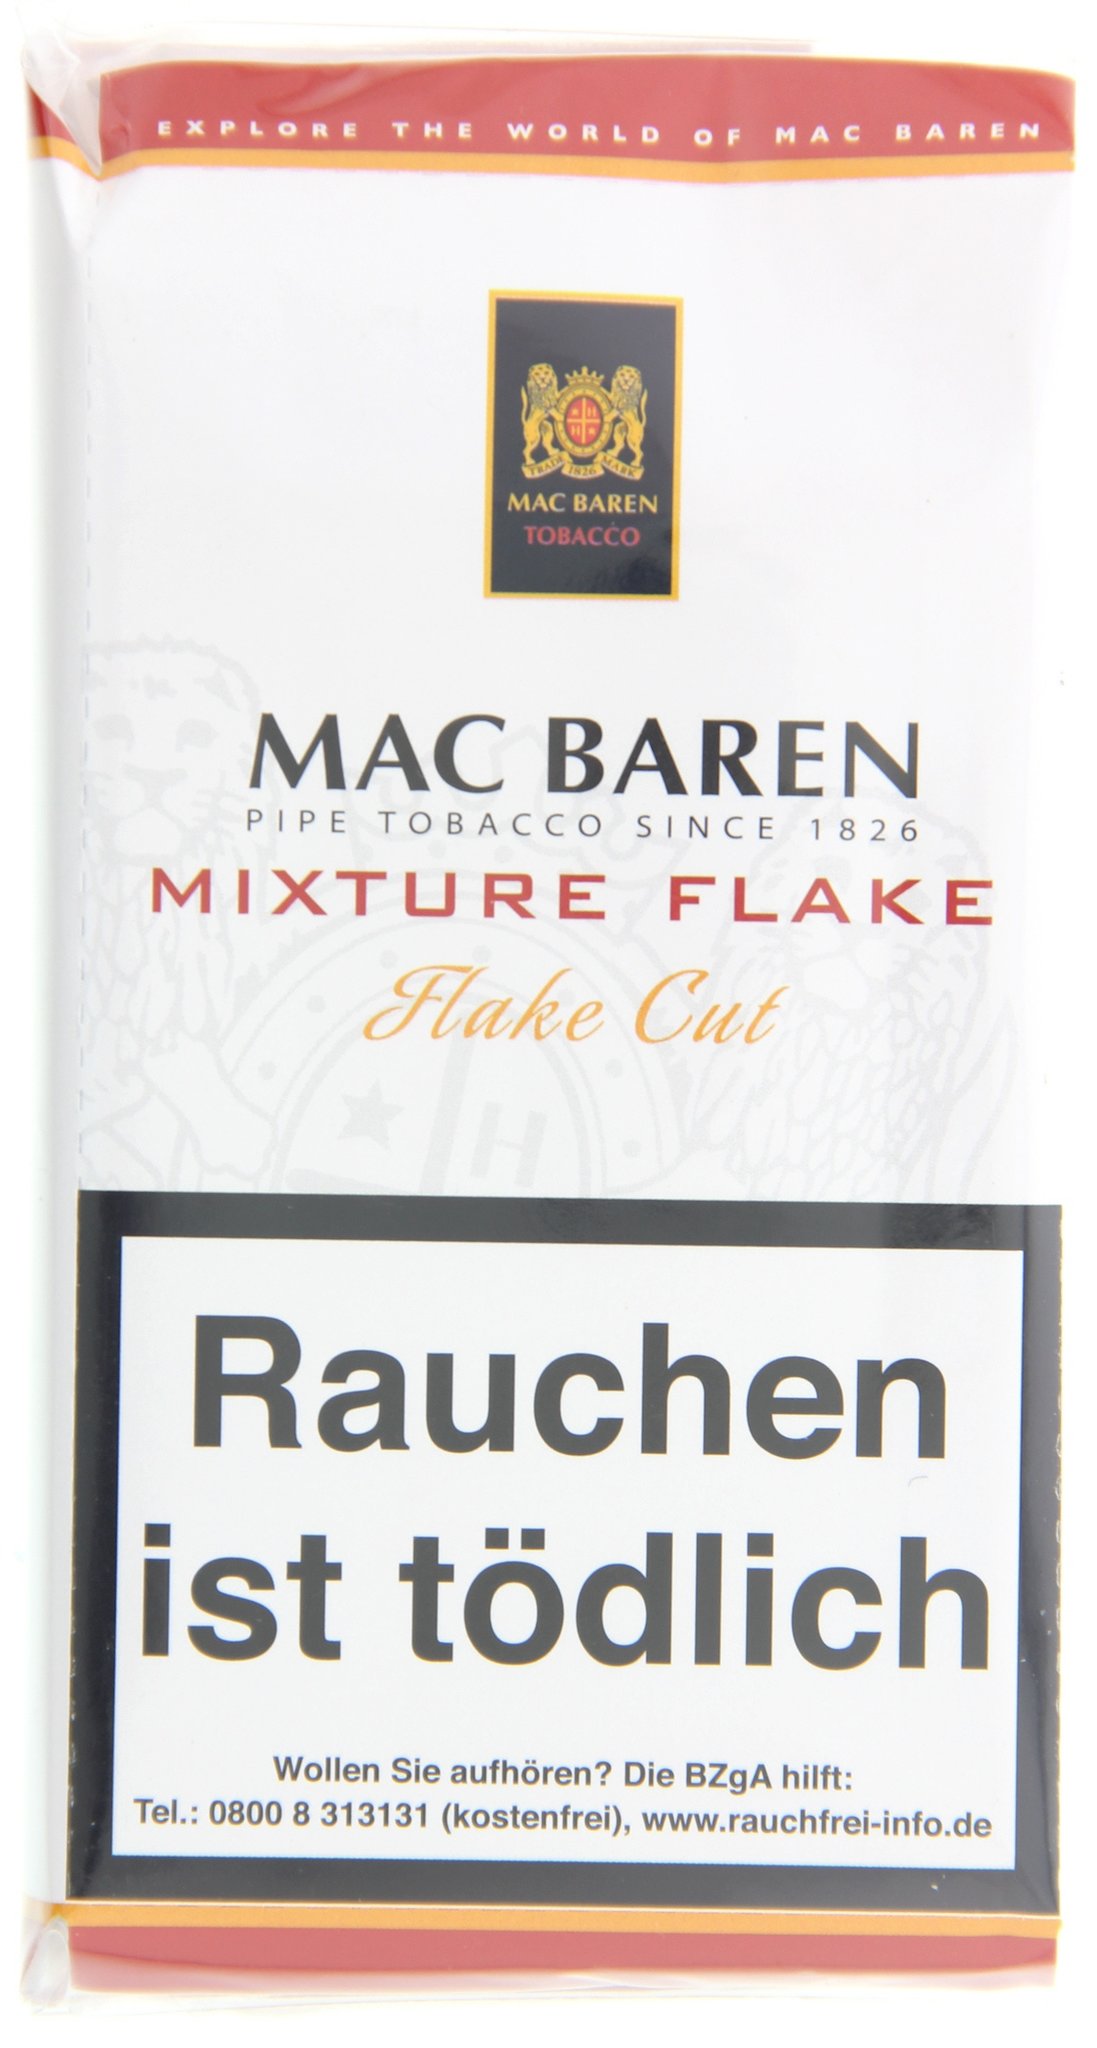 EXPLORE THE WORLD OF MAC BAREN
H
H
TRADE 1826 MARK
MAC BAREN
TOBACCO
MAC BAREN
PIPE TOBACCO SINCE 1826
MIXTURE FLAKE
Flake Cut
H
Rauchen
ist tödlich
Wollen Sie aufhören? Die BZgA hilft:
Tel.: 0800 8 313131 (kostenfrei), www.rauchfrei-info.de